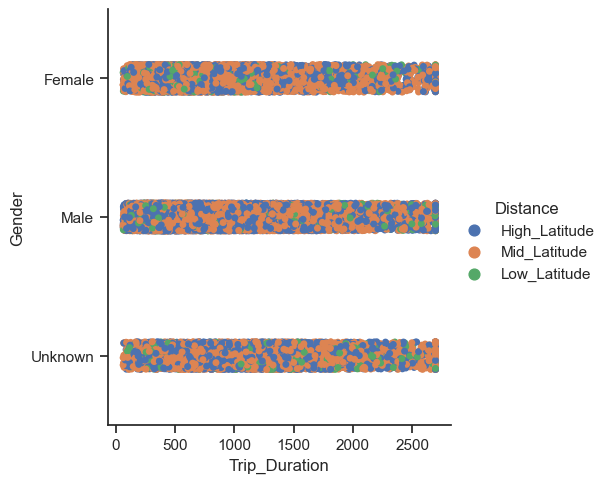 Gender
Female
Male
Unknown
0 500 1000 1500 2000 2500
Trip_Duration
Distance
High_Latitude
Mid_Latitude
Low_Latitude